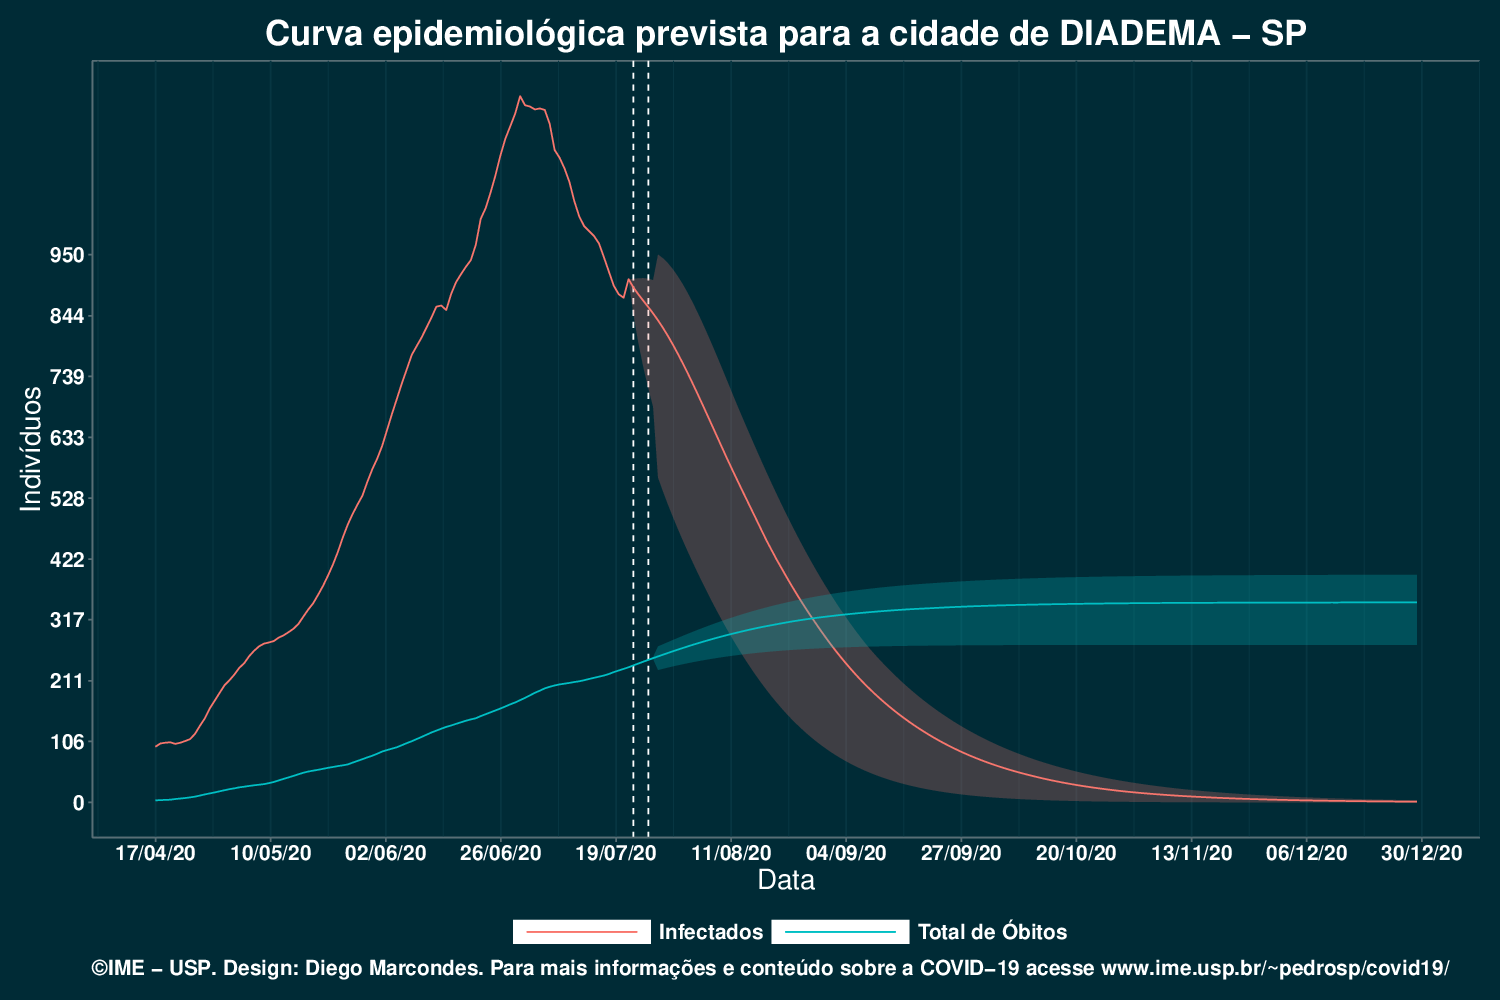 Curva epidemiológica prevista para a cidade de DIADEMA − SP
Indivíduos
950
844
739
633
528
422
317
211
106
0
17/04/20 10/05/20 02/06/20 26/06/20 19/07/20 11/08/20 04/09/20 27/09/20 20/10/20 13/11/20 06/12/20 30/12/20
Data
Infectados Total de Óbitos
©IME − USP. Design: Diego Marcondes. Para mais informações e conteúdo sobre a COVID−19 acesse www.ime.usp.br/~pedrosp/covid19/